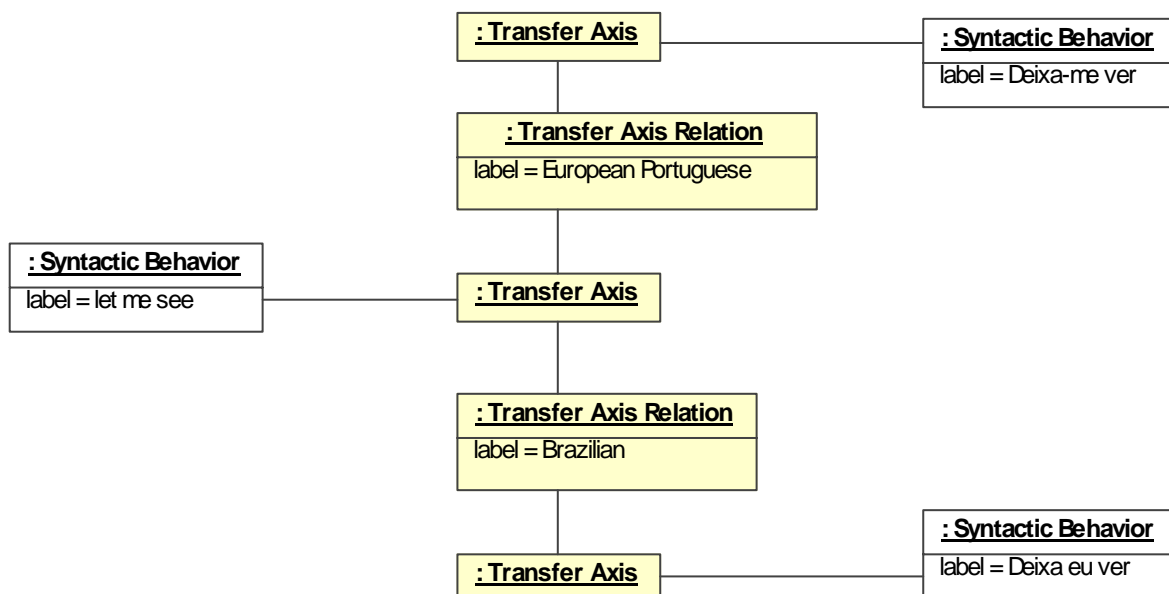 : Transfer Axis
: Syntactic Behavior
label = Deixa-me ver
: Transfer Axis Relation
label = European Portuguese
: Syntactic Behavior
label = let me see
: Transfer Axis
: Transfer Axis Relation
label = Brazilian
: Syntactic Behavior
label = Deixa eu ver
: Transfer Axis